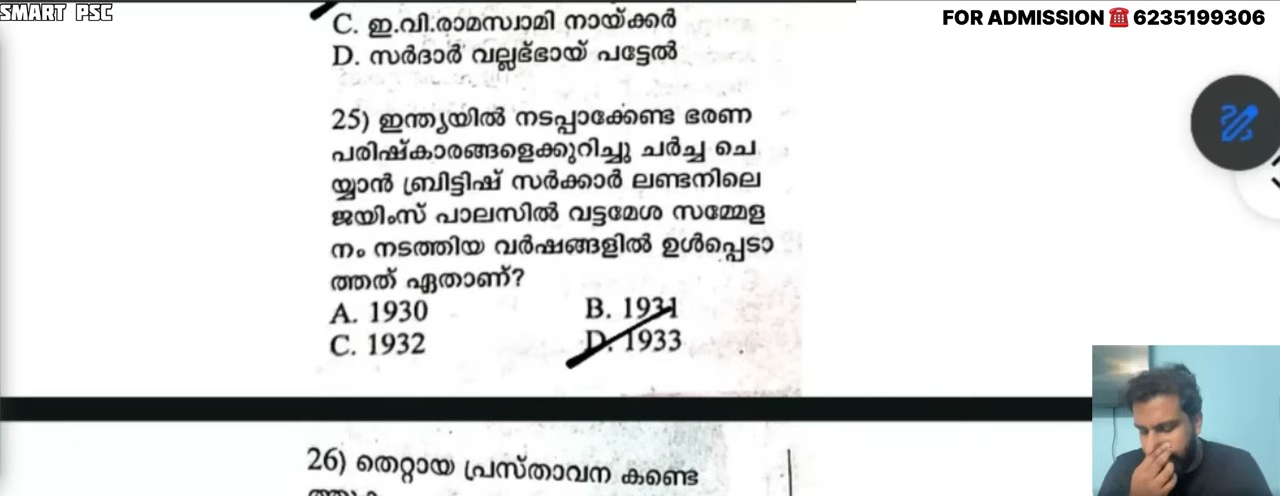 SMART PSC
FOR ADMISSION ☎️ 6235199306
C. ഇ.വി.രാമസ്വാമി നായ്ക്കർ
D. സർദാർ വല്ലഭ്ഭായ് പട്ടേൽ
25) ഇന്ത്യയിൽ നടപ്പാക്കേണ്ട ഭരണ
പരിഷ്കാരങ്ങളെക്കുറിച്ചു ചർച്ച ചെ
യ്യാൻ ബ്രിട്ടിഷ് സർക്കാർ ലണ്ടനിലെ
ജയിംസ് പാലസിൽ വട്ടമേശ സമ്മേള
നം നടത്തിയ വർഷങ്ങളിൽ ഉൾപ്പെടാ
ത്തത് ഏതാണ്?
A. 1930 B. 1931
C. 1932 D. 1933
26) തെറ്റായ പ്രസ്താവന കണ്ടെ